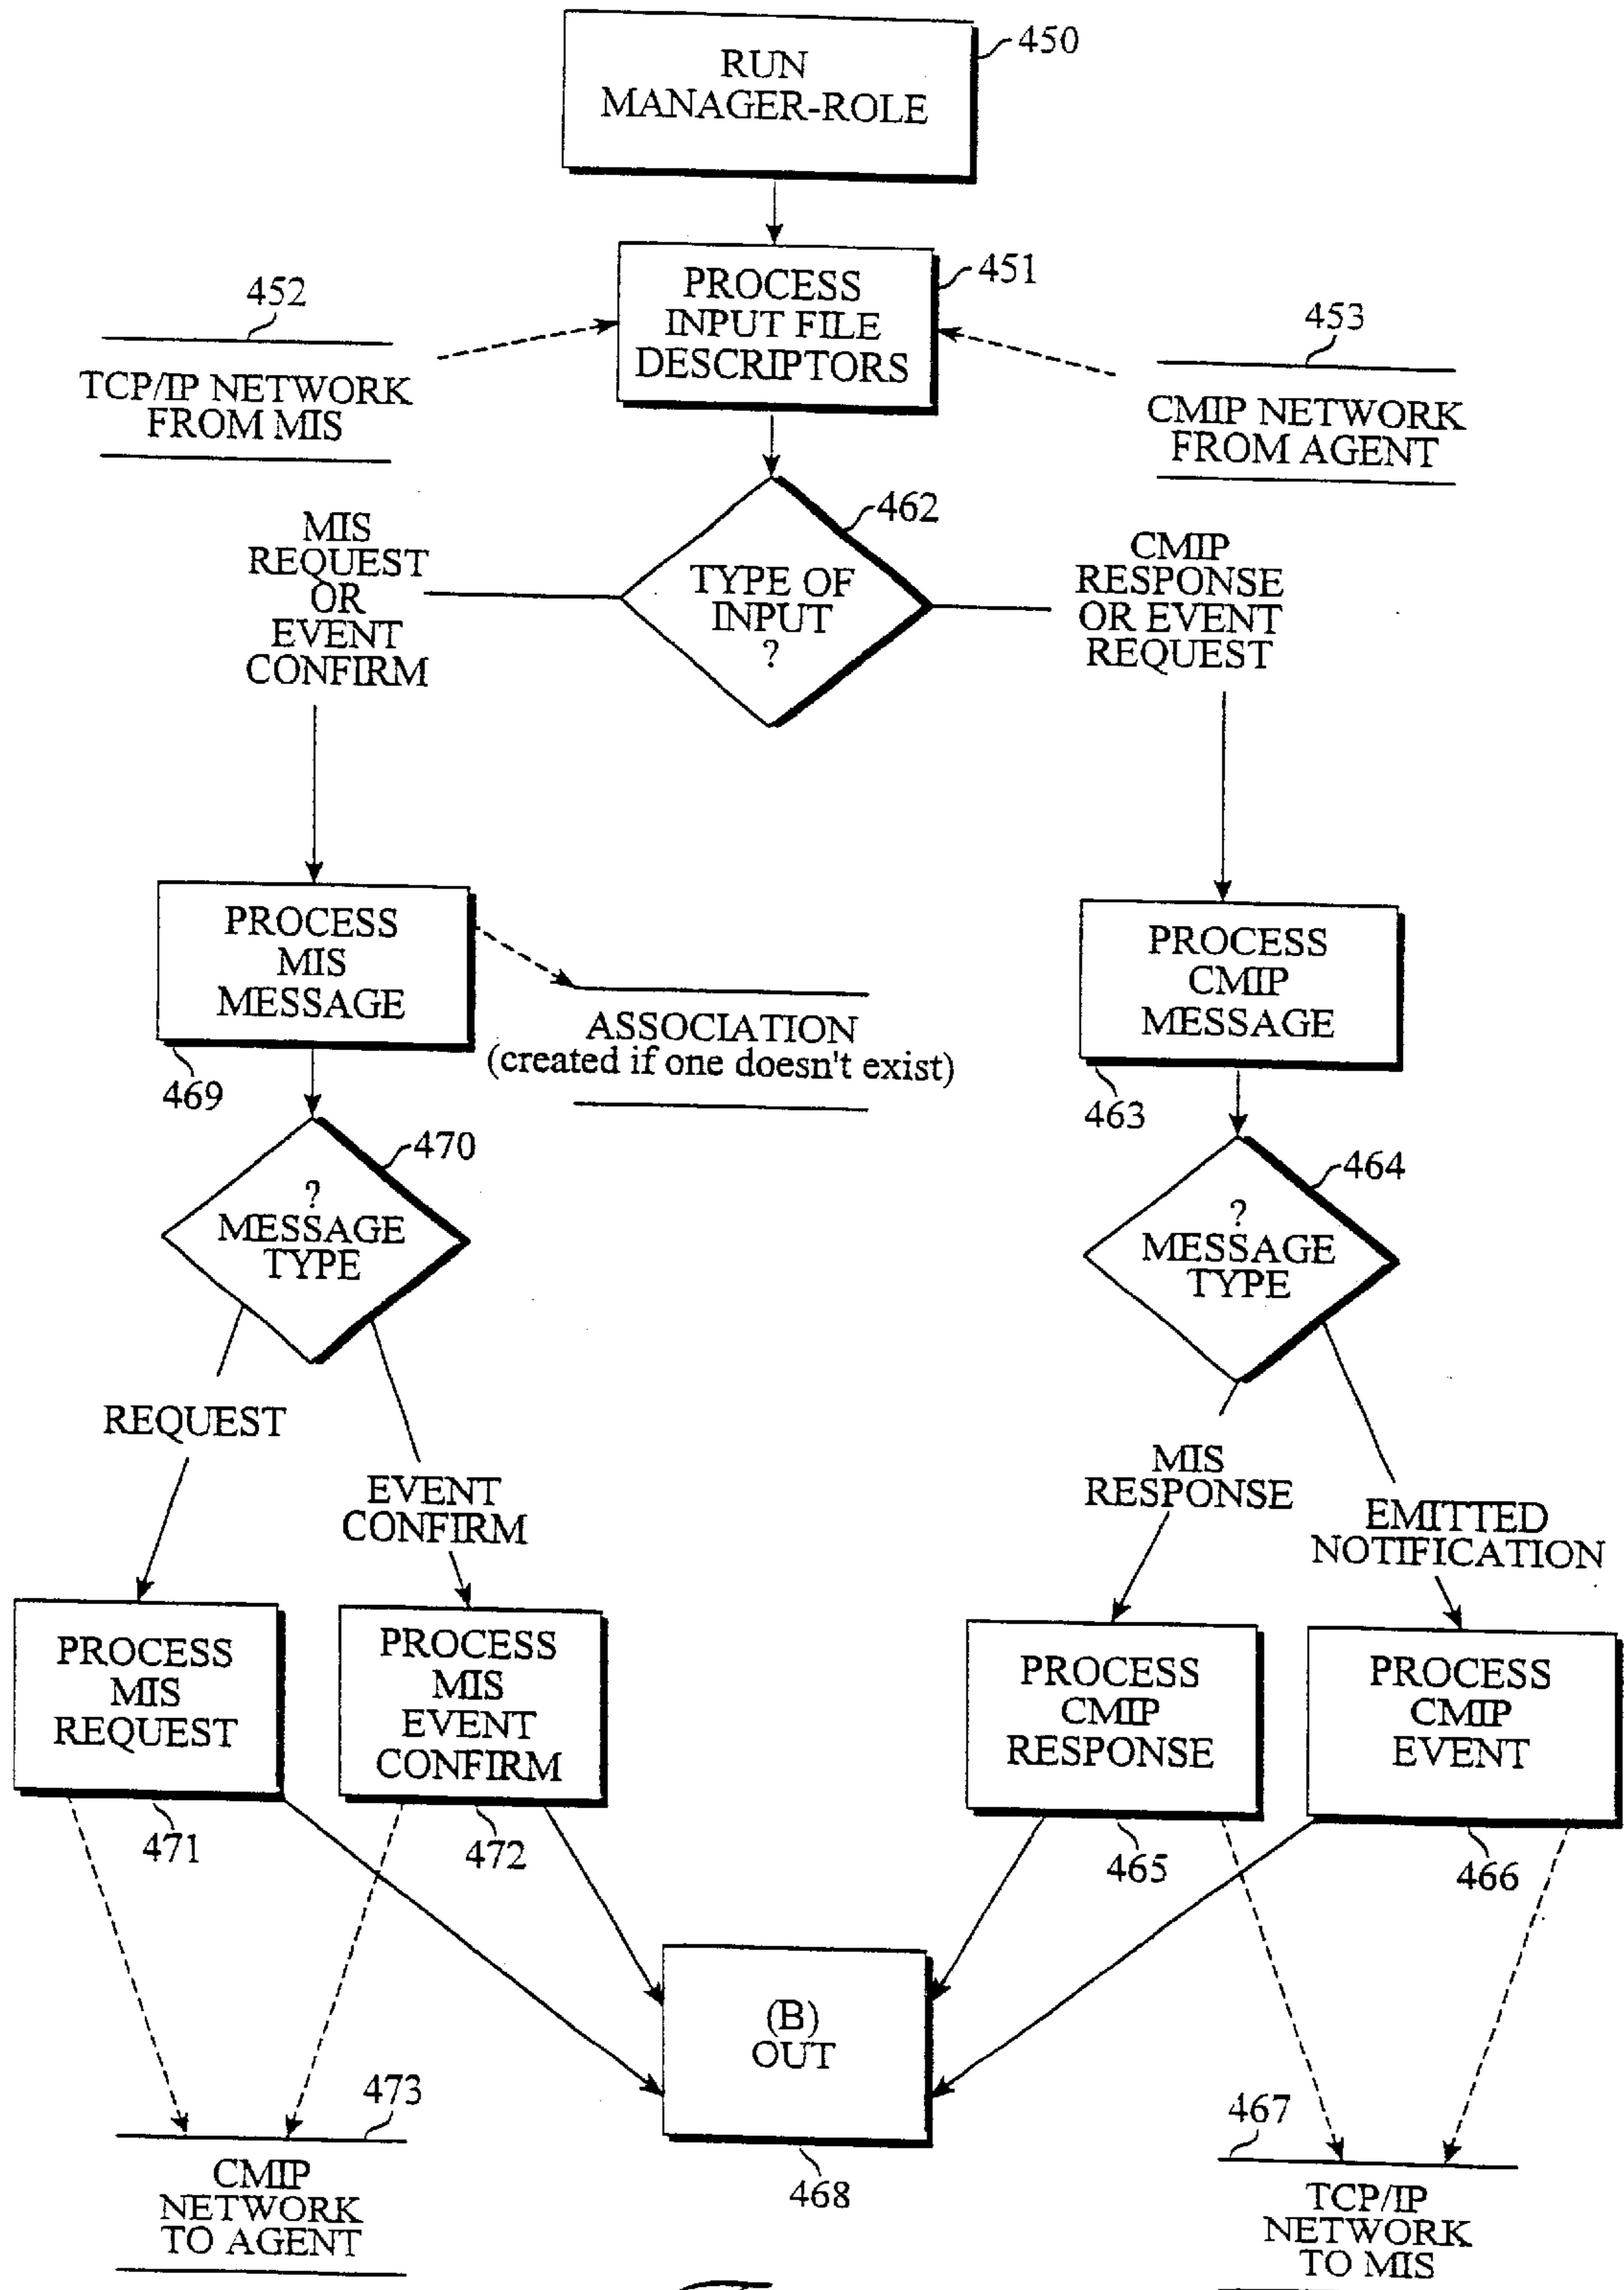 RUN
MANAGER-ROLE
450
PROCESS
INPUT FILE
DESCRIPTORS
451
452
TCP/IP NETWORK
FROM MIS
453
CMIP NETWORK
FROM AGENT
462
TYPE OF
INPUT
?
MIS
REQUEST
OR
EVENT
CONFIRM
CMIP
RESPONSE
OR EVENT
REQUEST
PROCESS
MIS
MESSAGE
469
ASSOCIATION
(created if one doesn't exist)
PROCESS
CMIP
MESSAGE
463
470
?
MESSAGE
TYPE
464
?
MESSAGE
TYPE
REQUEST
EVENT
CONFIRM
MIS
RESPONSE
EMITTED
NOTIFICATION
PROCESS
MIS
REQUEST
471
PROCESS
MIS
EVENT
CONFIRM
472
PROCESS
CMIP
RESPONSE
465
PROCESS
CMIP
EVENT
466
(B)
OUT
468
473
CMIP
NETWORK
TO AGENT
467
TCP/IP
NETWORK
TO MIS